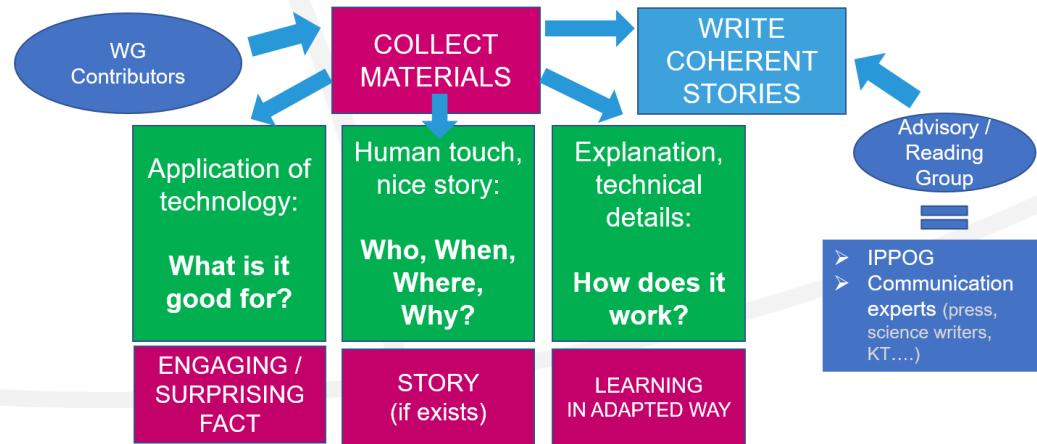 WG
Contributors
COLLECT
MATERIALS
WRITE
COHERENT
STORIES
Advisory /
Reading
Group
Application of
technology:
What is it
good for?
Human touch,
nice story:
Who, When,
Where,
Why?
Explanation,
technical
details:
How does it
work?
➢ IPPOG
➢ Communication
experts (press,
science writers,
KT….)
ENGAGING /
SURPRISING
FACT
STORY
(if exists)
LEARNING
IN ADAPTED WAY